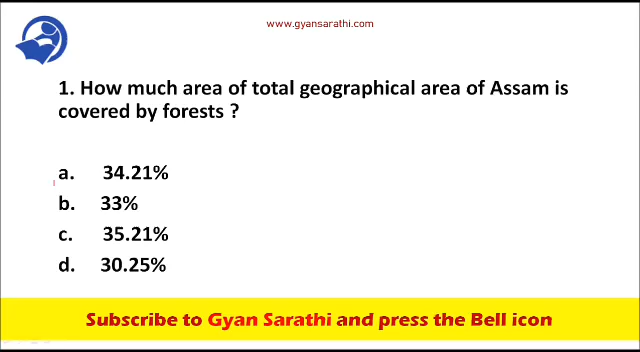 www.gyansarathi.com
1. How much area of total geographical area of Assam is
covered by forests ?
a. 34.21%
b. 33%
c. 35.21%
d. 30.25%
Subscribe to Gyan Sarathi and press the Bell icon